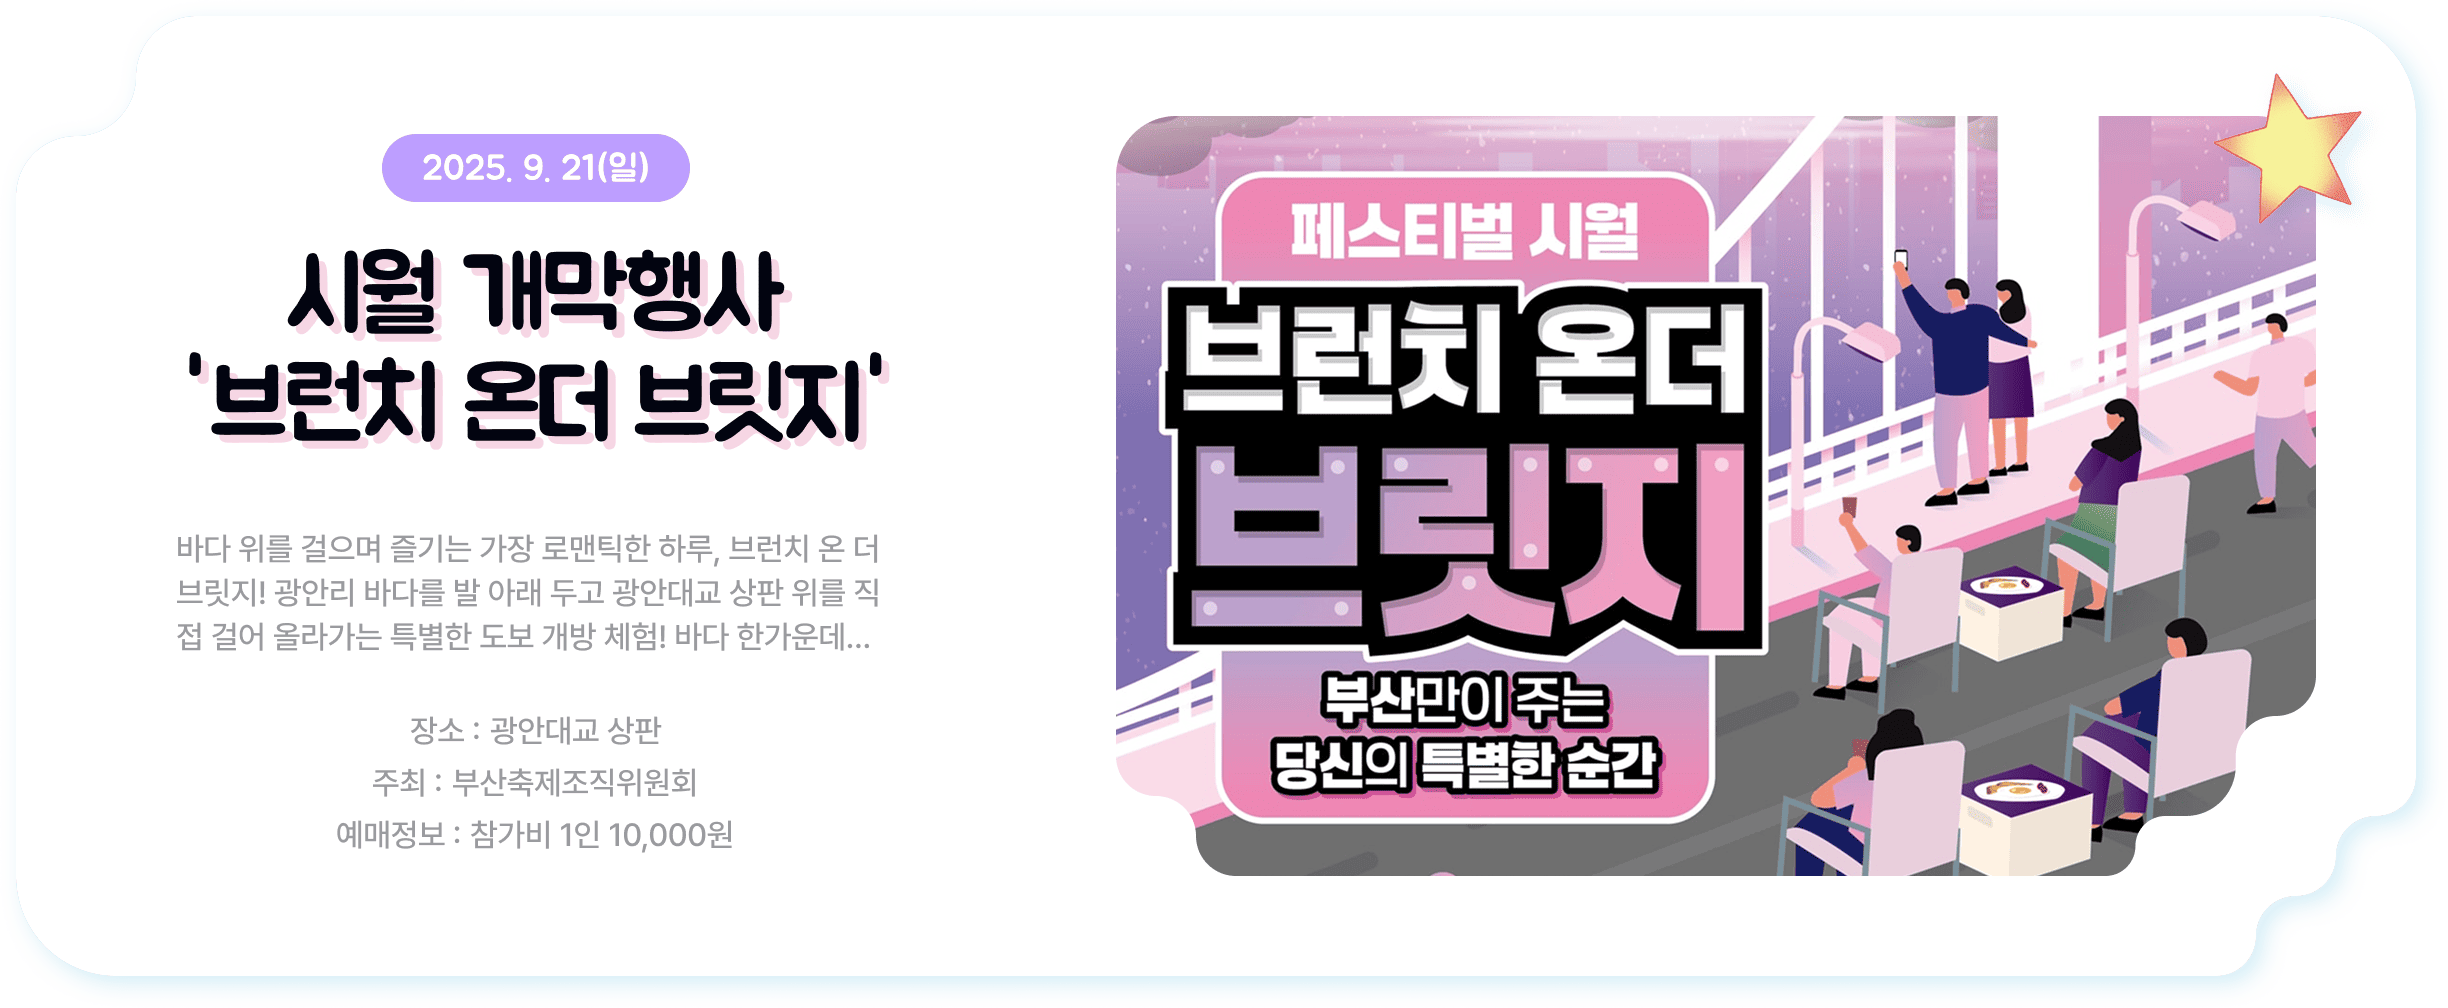 2025. 9. 21(일)
시월 개막행사
'브런치 온더 브릿지'
바다 위를 걸으며 즐기는 가장 로맨틱한 하루, 브런치 온 더
브릿지! 광안리 바다를 발 아래 두고 광안대교 상판 위를 직
접 걸어 올라가는 특별한 도보 개방 체험! 바다 한가운데...
장소 : 광안대교 상판
주최 : 부산축제조직위원회
예매정보 : 참가비 1인 10,000원
페스티벌 시월
브런치 온더
브릿지
부산만이 주는
당신의 특별한 순간